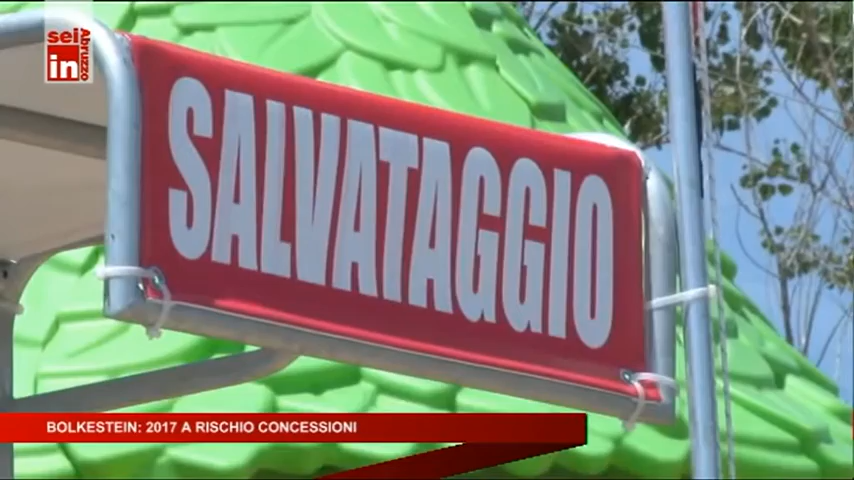 sei
in
Abruzzo
SALVATAGGIO
BOLKESTEIN: 2017 A RISCHIO CONCESSIONI